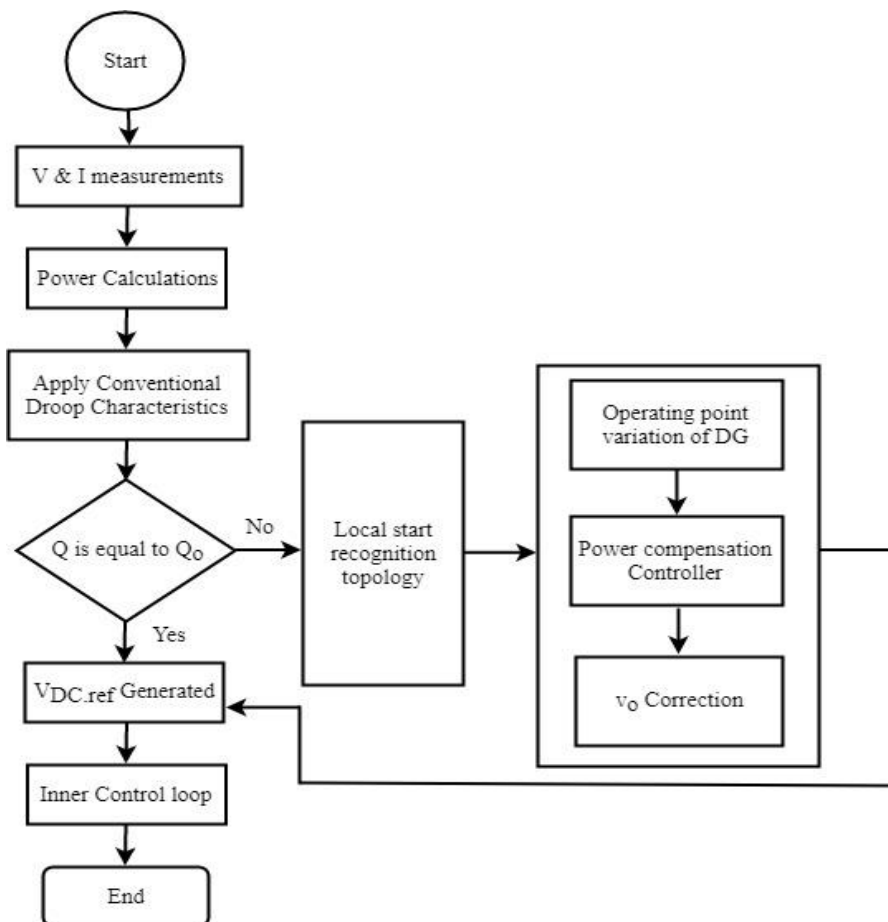 Start
V & I measurements
Power Calculations
Apply Conventional
Droop Characteristics
Q is equal to Qo
No
Yes
Local start
recognition
topology
Operating point
variation of DG
Power compensation
Controller
vo Correction
VDC.ref Generated
Inner Control loop
End